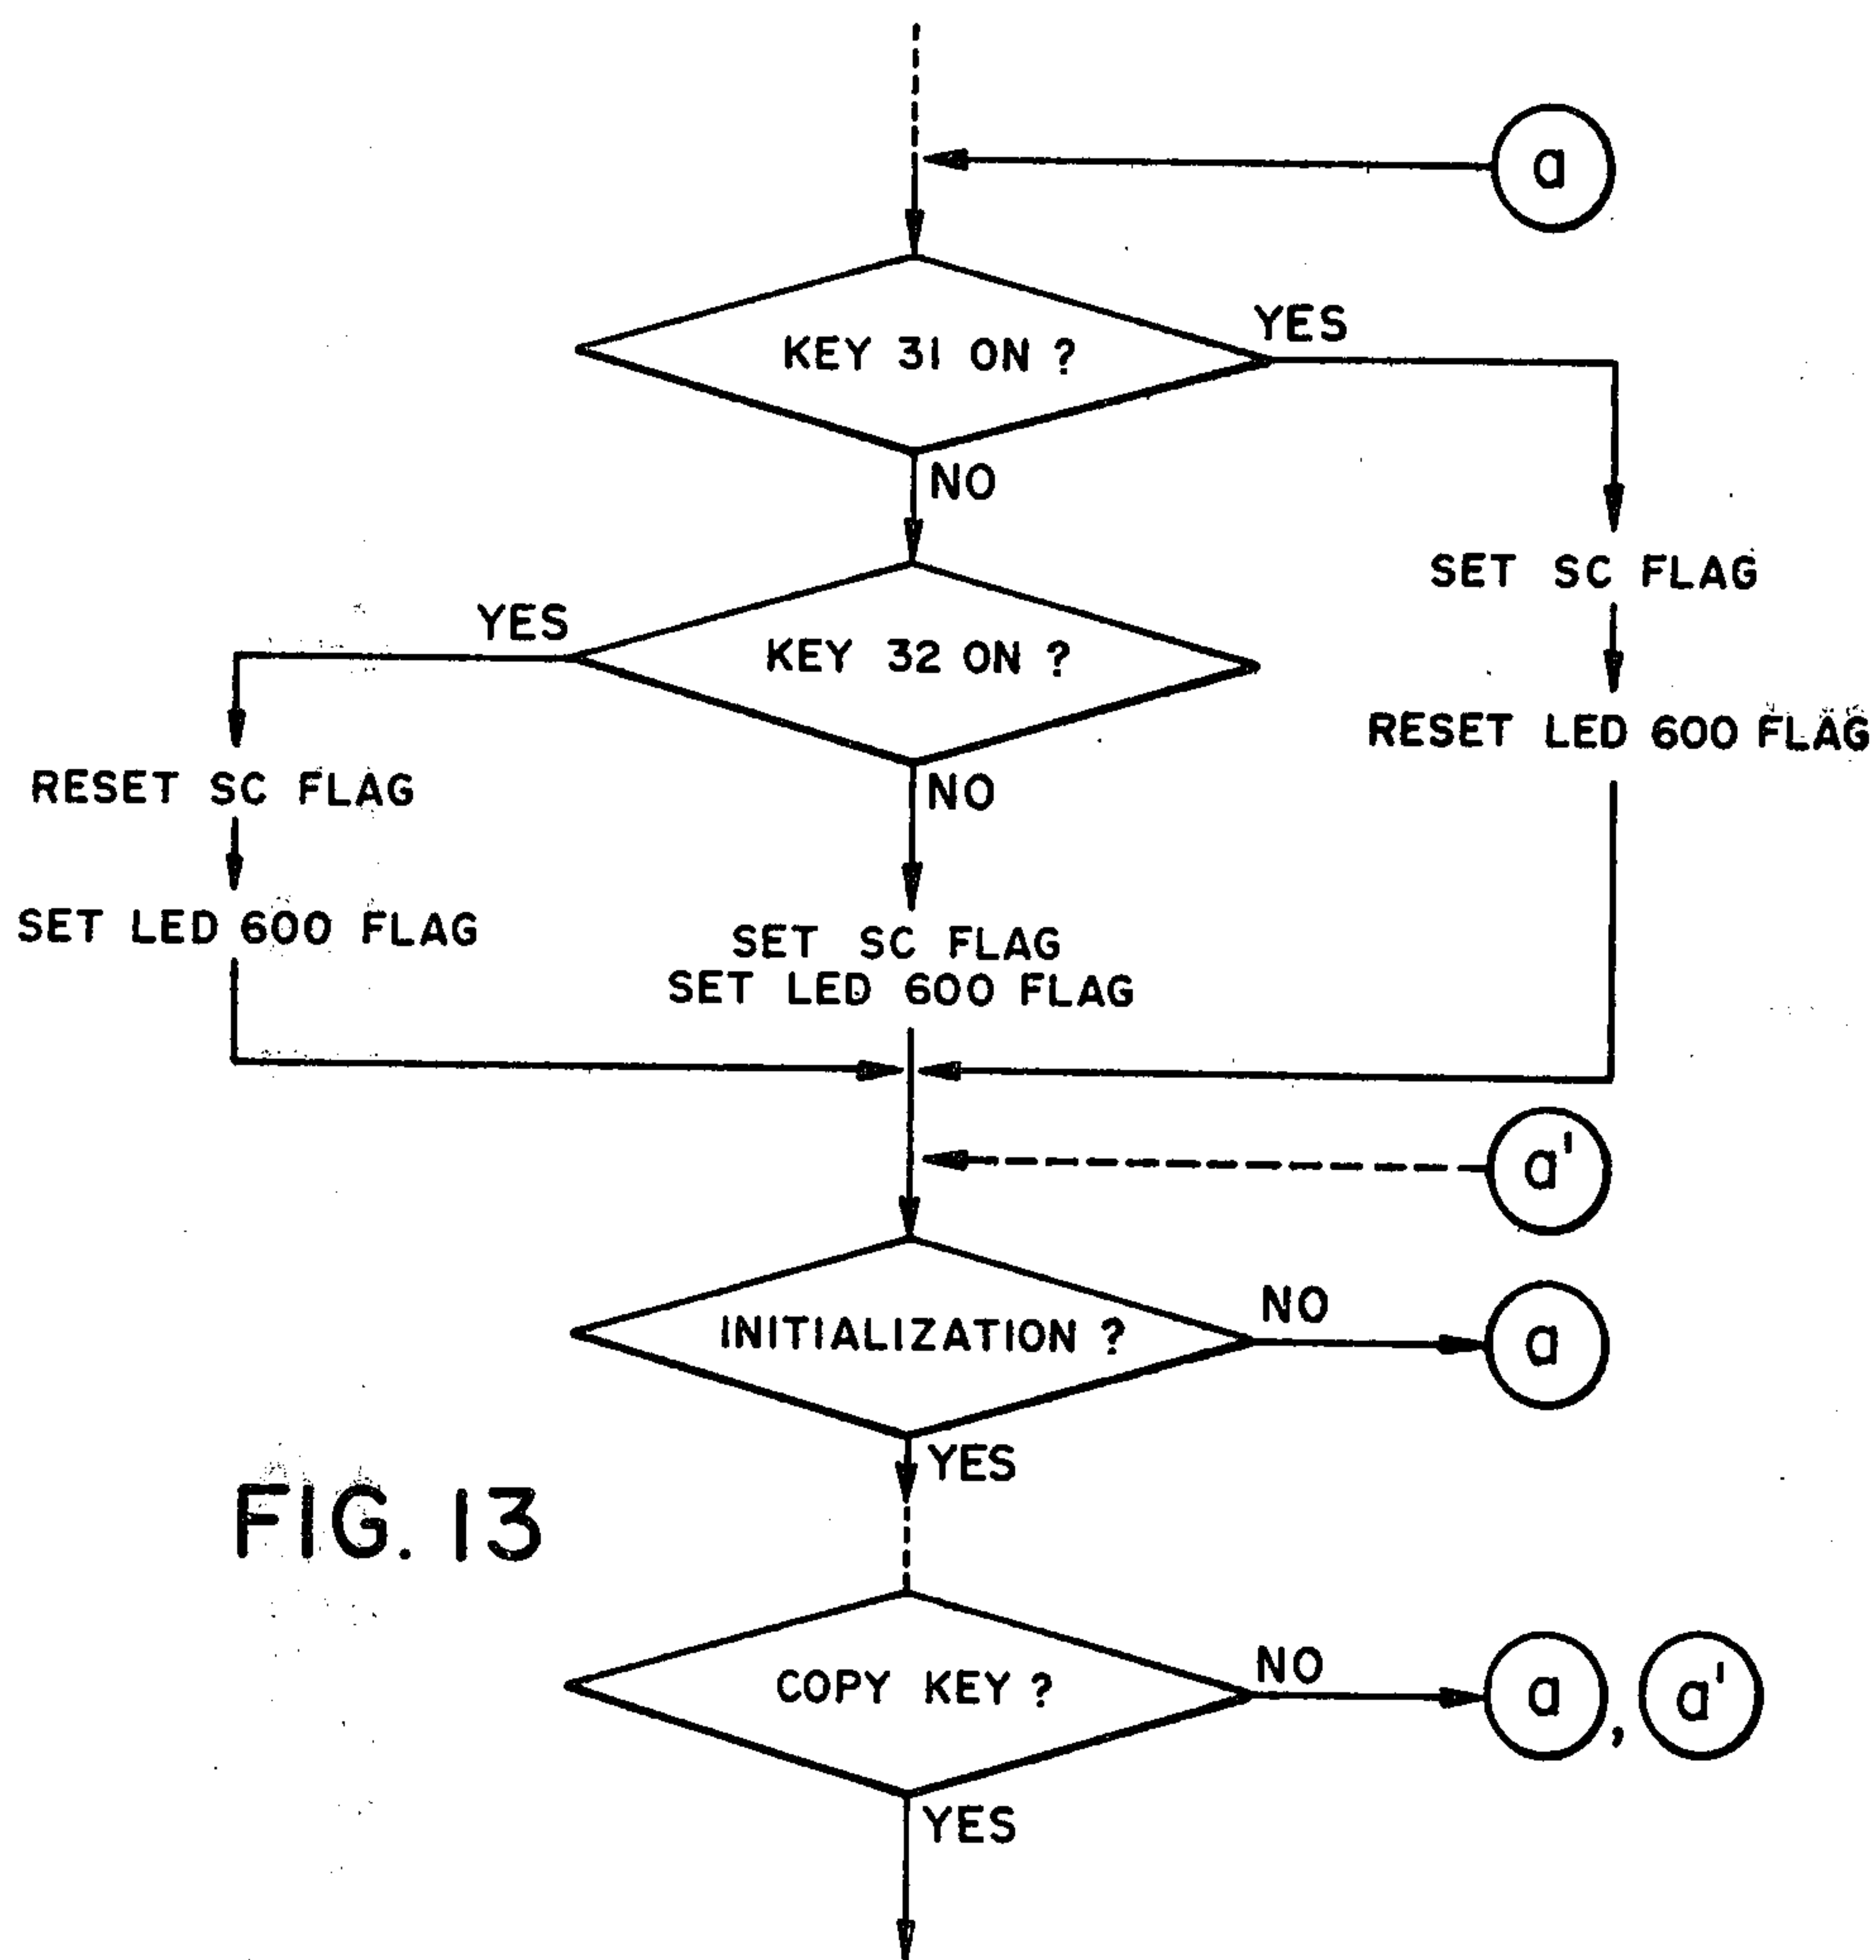 a
KEY 31 ON ?
YES
NO
SET SC FLAG
YES
KEY 32 ON ?
RESET LED 600 FLAG
NO
RESET SC FLAG
SET LED 600 FLAG
SET SC FLAG
SET LED 600 FLAG
a'
INITIALIZATION ?
NO
a
YES
FIG. 13
COPY KEY ?
NO
a , a'
YES